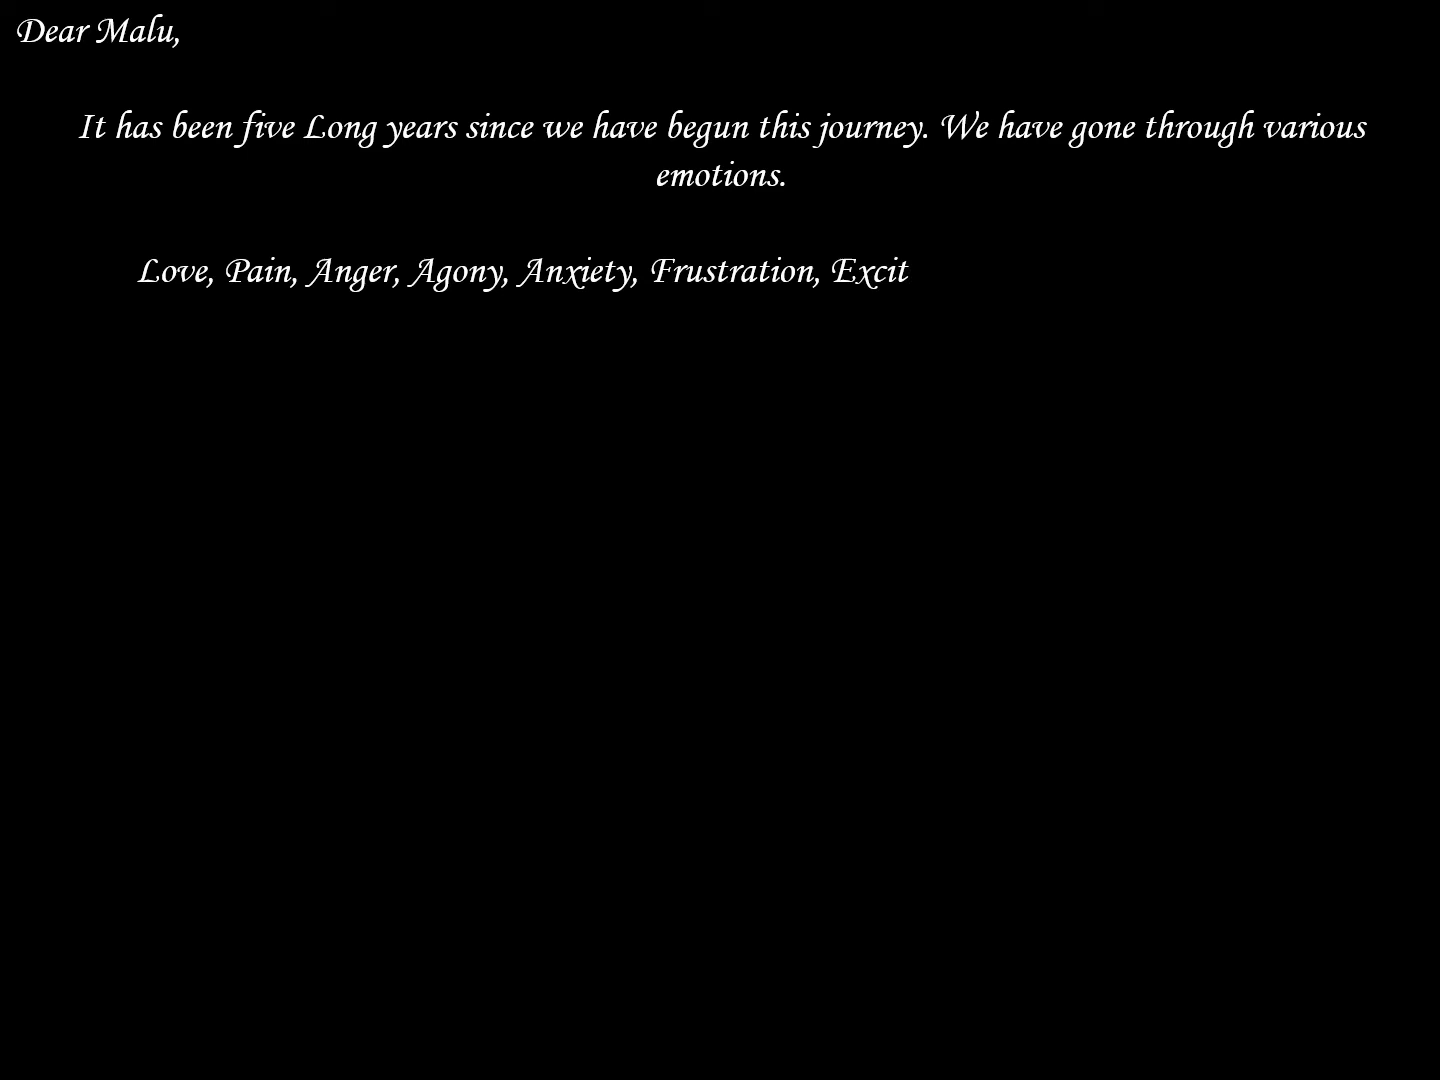 Dear Malu,
It has been five Long years since we have begun this journey. We have gone through various
emotions.
Love, Pain, Anger, Agony, Anxiety, Frustration, Excit